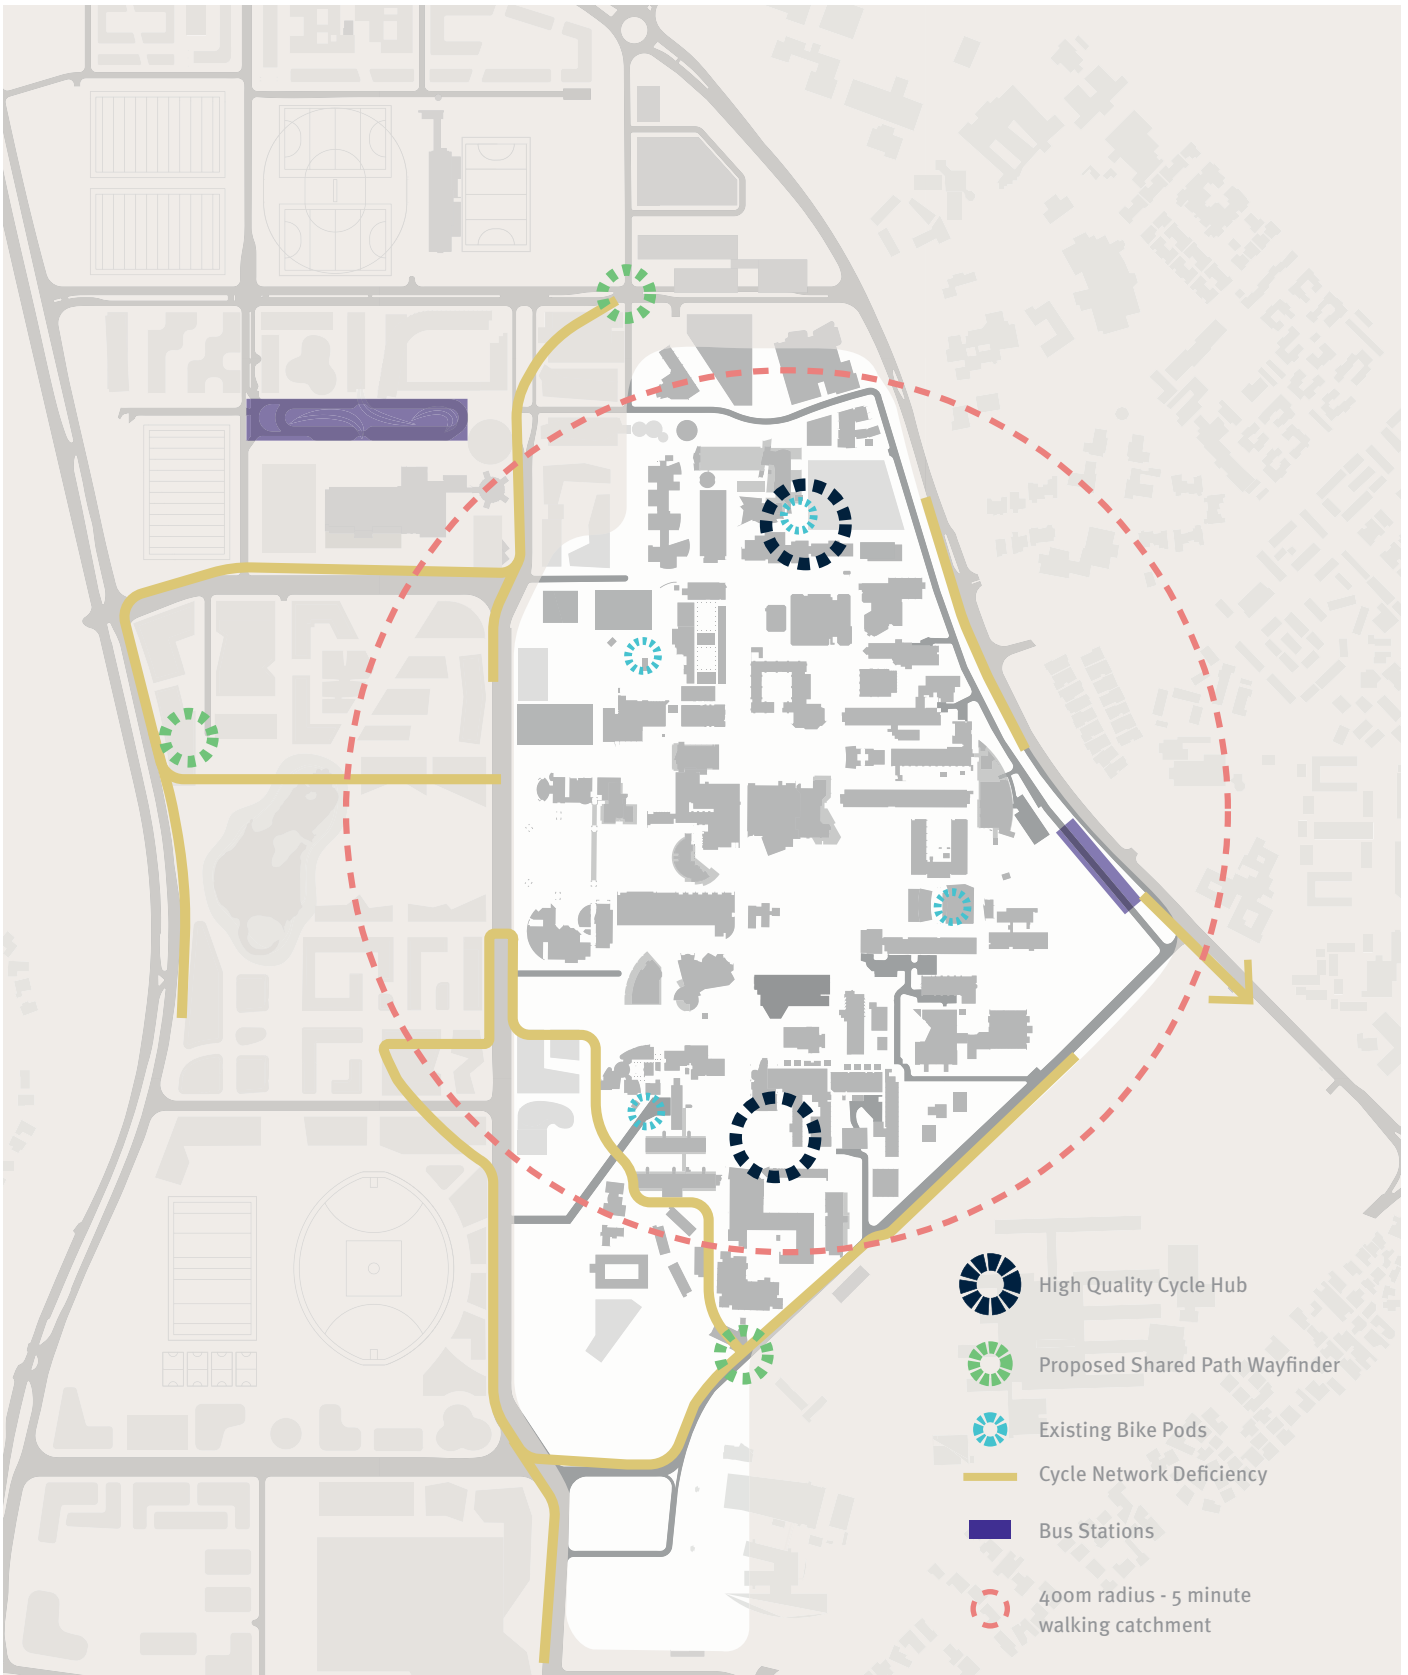 High Quality Cycle Hub
Proposed Shared Path Wayfinder
Existing Bike Pods
Cycle Network Deficiency
Bus Stations
400m radius - 5 minute
walking catchment